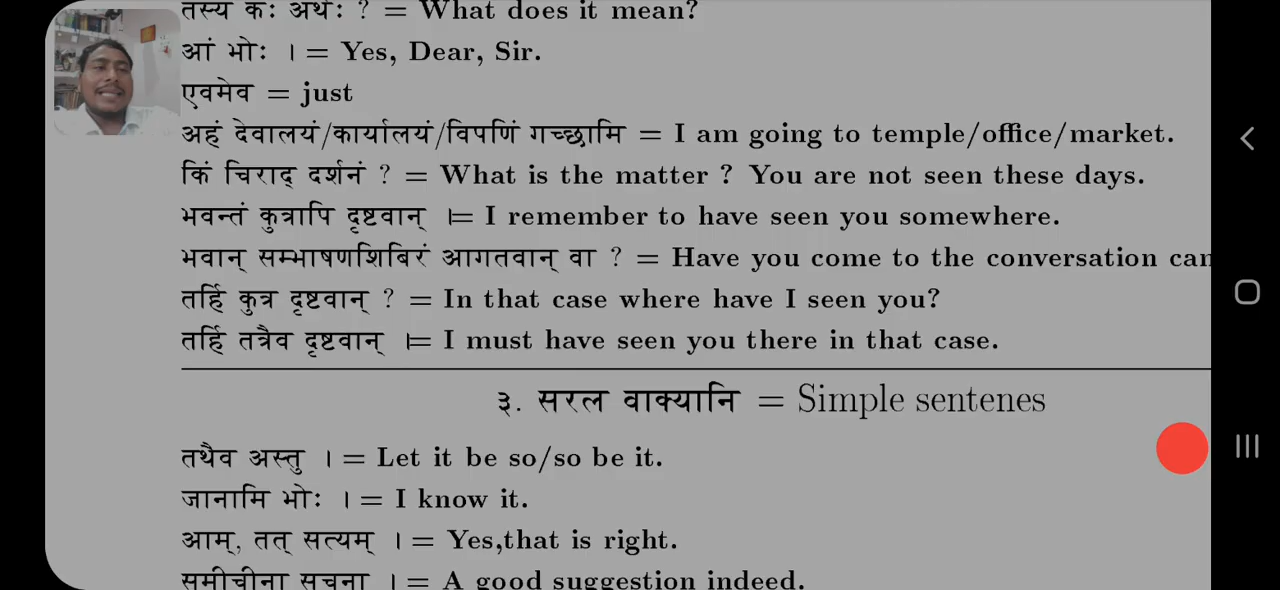 तस्य कः अर्थः ? = What does it mean?
आं भोः । = Yes, Dear, Sir.
एवमेव = just
अहं देवालयं/कार्यालयं/विपणिं गच्छामि = I am going to temple/office/market.
किं चिराद् दर्शनं ? = What is the matter ? You are not seen these days.
भवन्तं कुत्रापि दृष्टवान् ।= I remember to have seen you somewhere.
भवान् सम्भाषणशिबिरं आगतवान् वा ? = Have you come to the conversation
तर्हि कुत्र दृष्टवान् ? = In that case where have I seen you?
तर्हि तत्रैव दृष्टवान् ।= I must have seen you there in that case.
३. सरल वाक्यानि = Simple sentenes
तथैव अस्तु । = Let it be so/so be it.
जानामि भोः । = I know it.
आम्, तत् सत्यम् । = Yes,that is right.
समीचीना सूचना । = A good suggestion indeed.